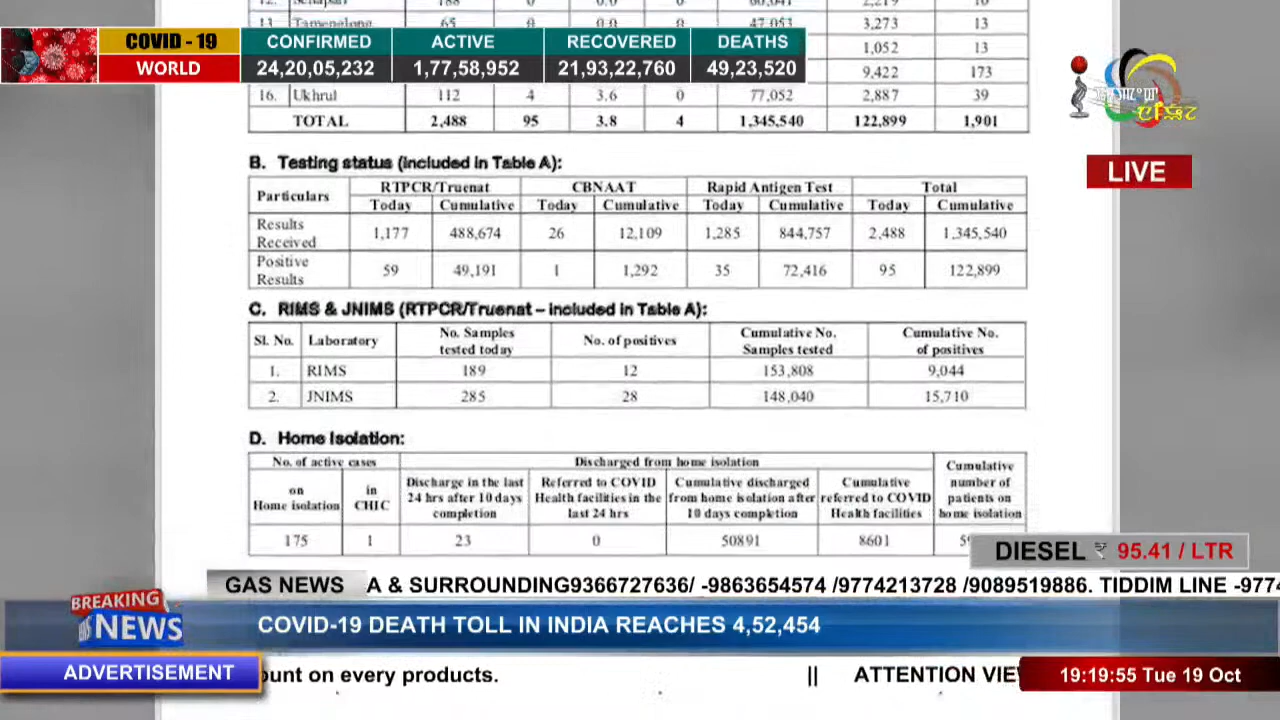 COVID - 19 CONFIRMED ACTIVE RECOVERED DEATHS
WORLD 24,20,05,232 1,77,58,952 21,93,22,760 49,23,520
13 65 47,053 3,273 13
1,052 13
9,422 173
16. Ukhrul 112 4 3.6 0 77,052 2,887 39
TOTAL 2,488 95 3.8 4 1,345,540 122,899 1,901
LIVE
B. Testing status (included in Table A):
Particulars RTPCR/Truenat CBNAAT Rapid Antigen Test Total
Today Cumulative Today Cumulative Today Cumulative Today Cumulative
Results Received 1,177 488,674 26 12,109 1,285 844,757 2,488 1,345,540
Positive Results 59 49,191 1 1,292 35 72,416 95 122,899
C. RIMS & JNIMS (RTPCR/Truenat – included in Table A):
Sl. No. Laboratory No. Samples tested today No. of positives Cumulative No. Samples tested Cumulative No. of positives
1. RIMS 189 12 153,808 9,044
2. JNIMS 285 28 148,040 15,710
D. Home Isolation:
No. of active cases Discharged from home isolation Cumulative number of patients on home isolation
on Home isolation in CHIC Discharge in the last 24 hrs after 10 days completion Referred to COVID Health facilities in the last 24 hrs Cumulative discharged from home isolation after 10 days completion Cumulative referred to COVID Health facilities
175 1 23 0 50891 8601
DIESEL ₹ 95.41 / LTR
GAS NEWS A & SURROUNDING9366727636/ -9863654574 /9774213728 /9089519886. TIDDIM LINE -977
BREAKING NEWS
COVID-19 DEATH TOLL IN INDIA REACHES 4,52,454
ADVERTISEMENT ount on every products. || ATTENTION VIE
19:19:55 Tue 19 Oct